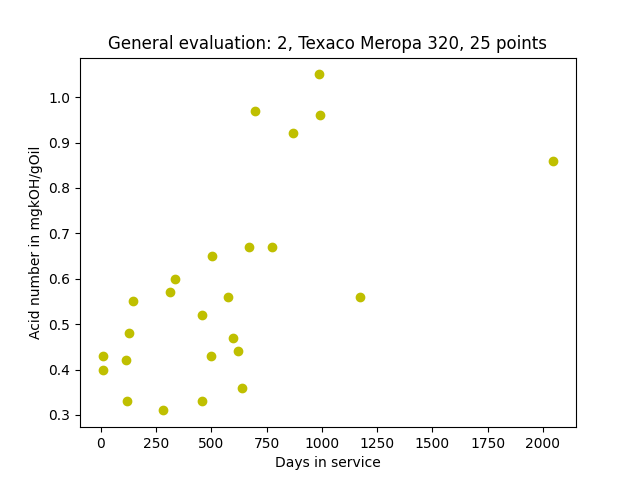 General evaluation: 2, Texaco Meropa 320, 25 points
Acid number in mgkOH/gOil
1.0
0.9
0.8
0.7
0.6
0.5
0.4
0.3
0 250 500 750 1000 1250 1500 1750 2000
Days in service